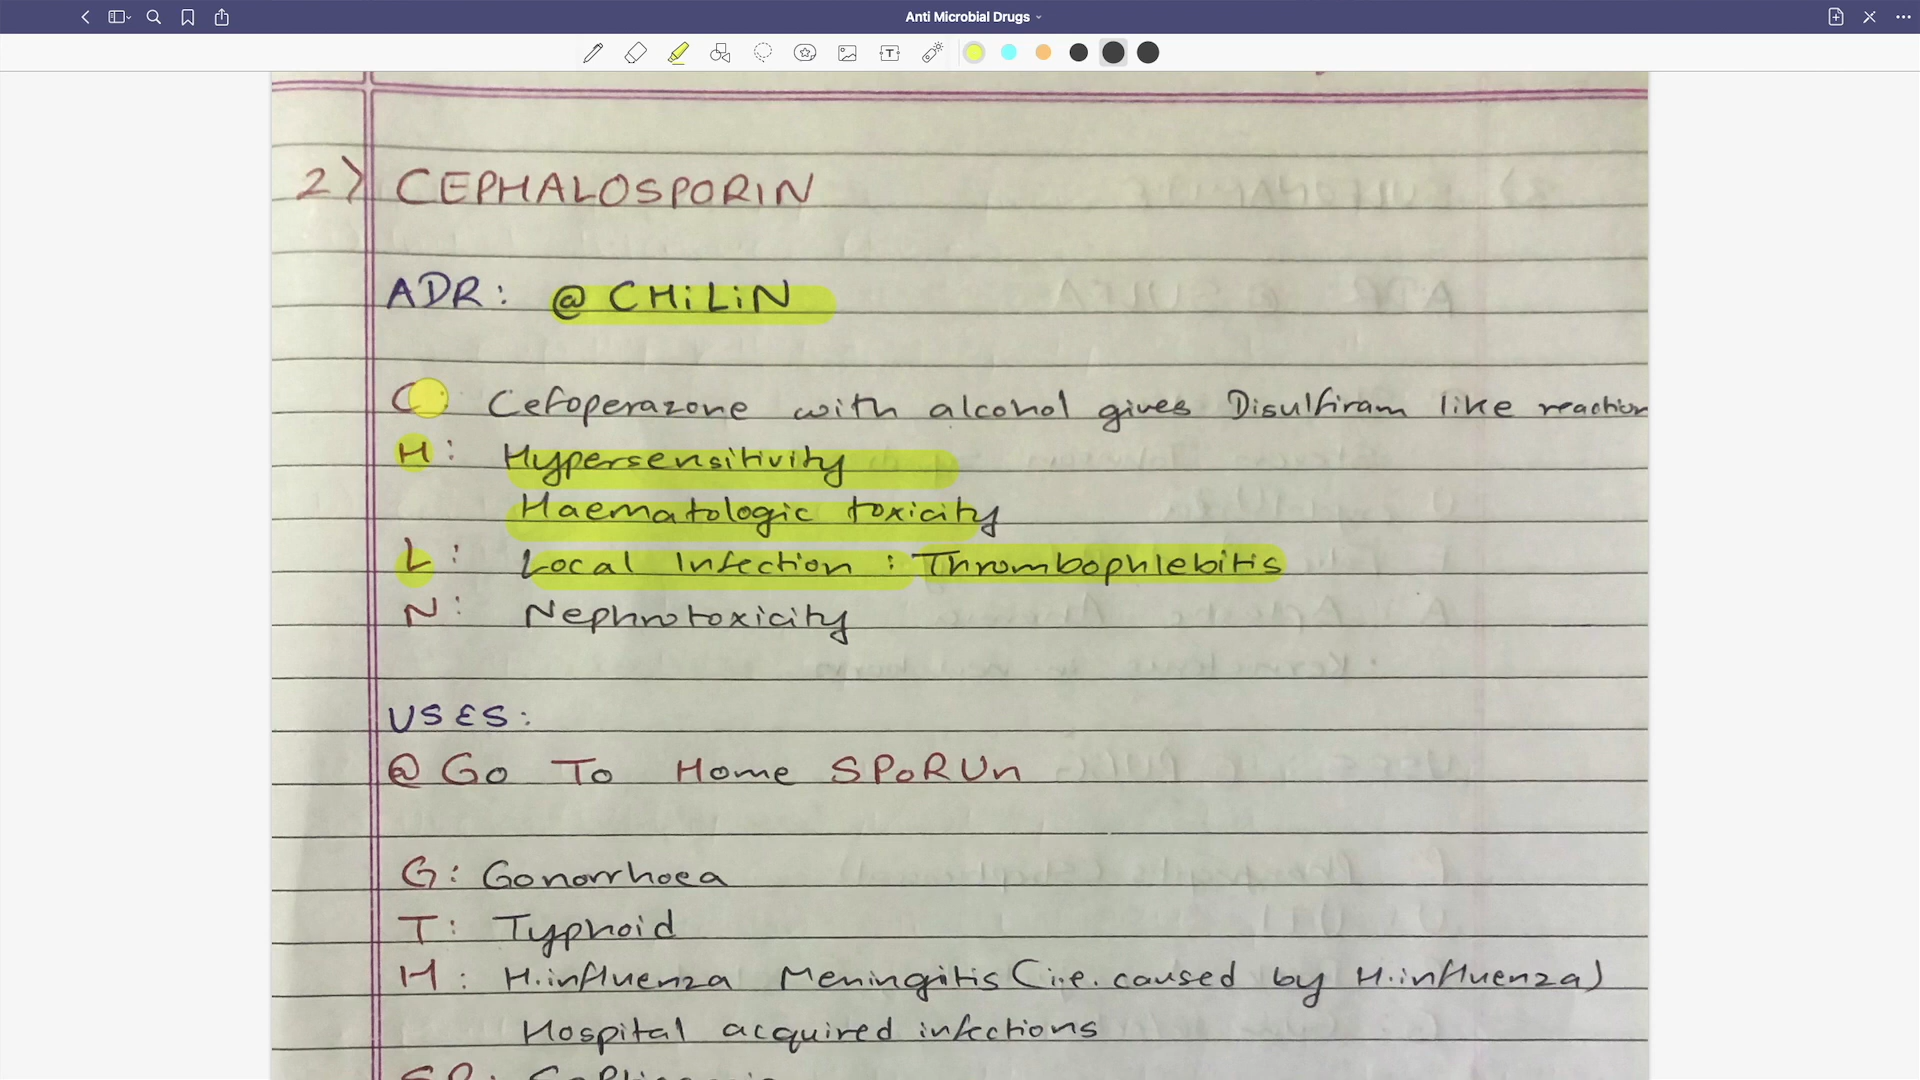 Anti Microbial Drugs
2) CEPHALOSPORIN
ADR: @ CHiLiN
C: Cefoperazone with alcohol gives Disulfiram like reaction
H: Hypersensitivity
Haematologic toxicity
L: Local Infection: Thrombophlebitis
N: Nephrotoxicity
USES:
@ Go To Home SPoRUn
G: Gonorrhoea
T: Typhoid
H: H.influenza Meningitis (i.e. caused by H.influenza)
Hospital acquired infections